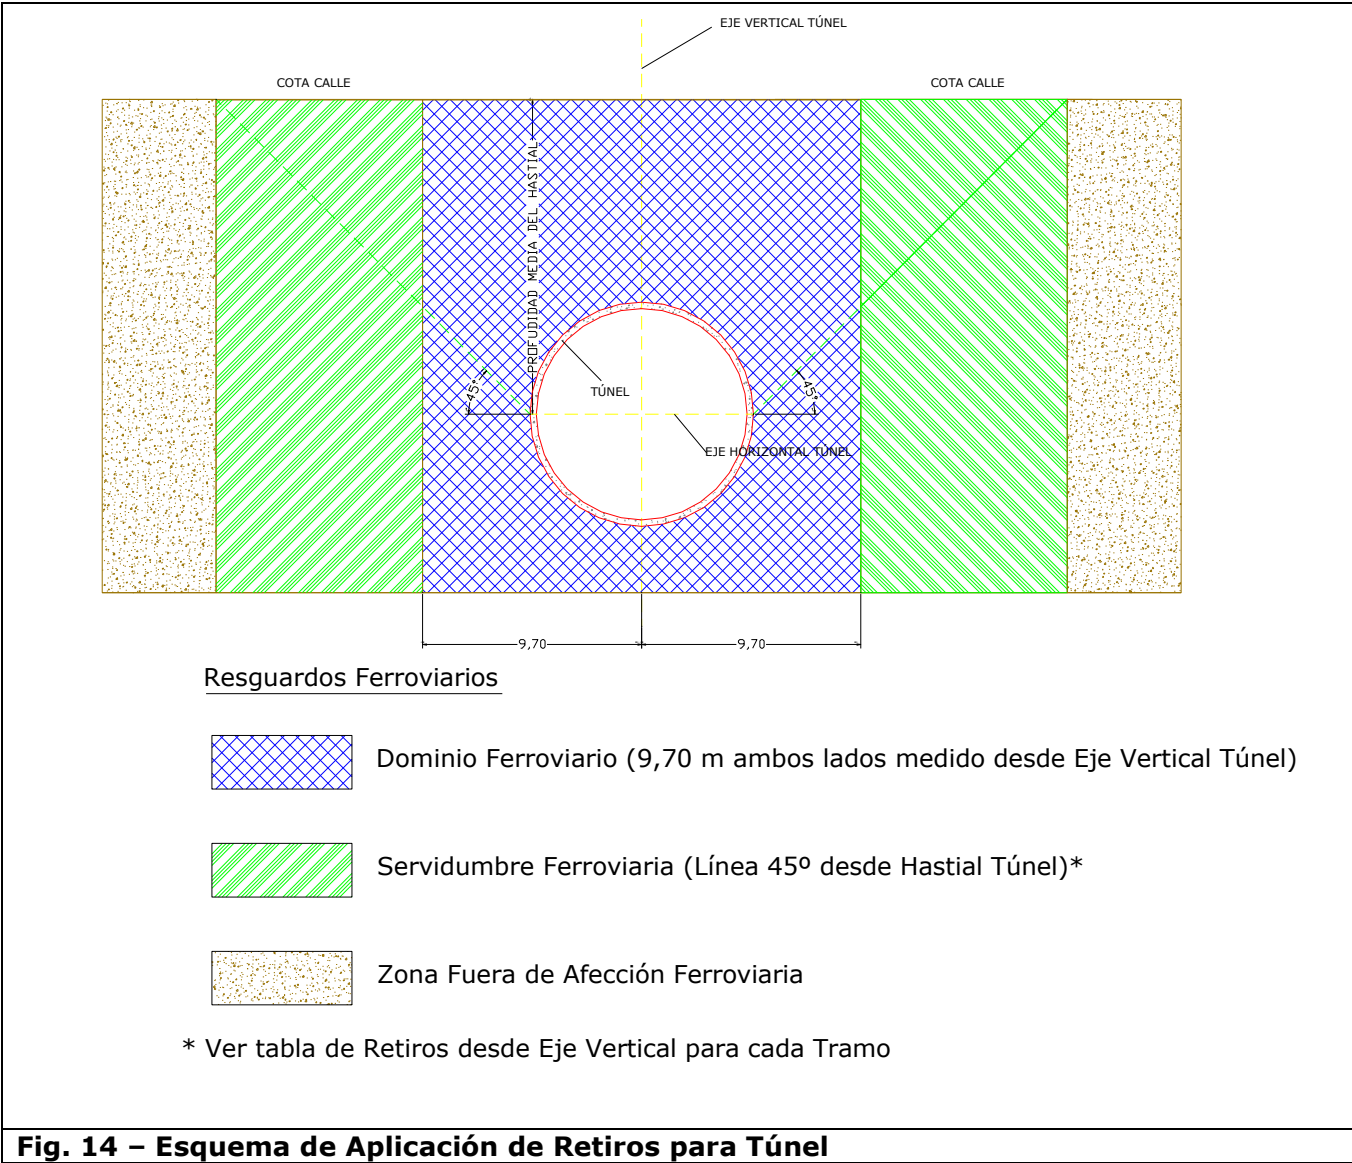 EJE VERTICAL TÚNEL
COTA CALLE
COTA CALLE
PROFUDIDAD MEDIA DEL HASTIAL
45°
TÚNEL
45°
EJE HORIZONTAL TÚNEL
9,70
9,70
Resguardos Ferroviarios
Dominio Ferroviario (9,70 m ambos lados medido desde Eje Vertical Túnel)
Servidumbre Ferroviaria (Línea 45º desde Hastial Túnel)*
Zona Fuera de Afección Ferroviaria
* Ver tabla de Retiros desde Eje Vertical para cada Tramo
Fig. 14 – Esquema de Aplicación de Retiros para Túnel